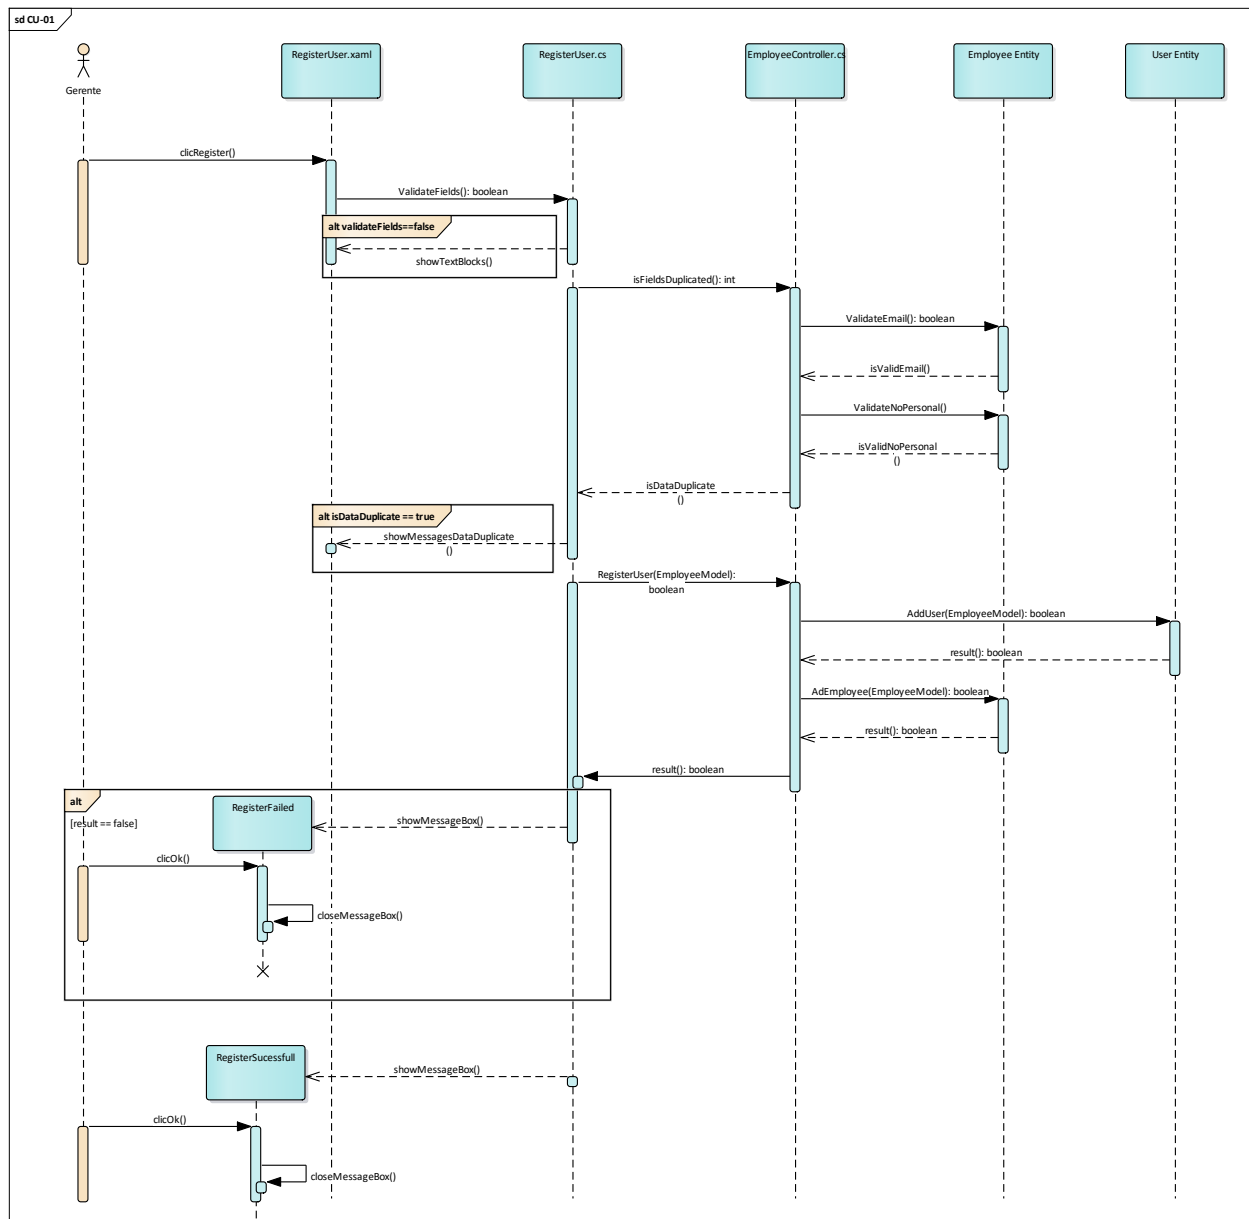 sd CU-01
RegisterUser.xaml
RegisterUser.cs
EmployeeController.cs
Employee Entity
User Entity
Gerente
clicRegister()
ValidateFields(): boolean
alt validateFields==false
showTextBlocks()
isFieldsDuplicated(): int
ValidateEmail(): boolean
isValidEmail()
ValidateNoPersonal()
isValidNoPersonal
()
isDataDuplicate
()
alt isDataDuplicate == true
showMessagesDataDuplicate
()
RegisterUser(EmployeeModel):
boolean
AddUser(EmployeeModel): boolean
result(): boolean
AdEmployee(EmployeeModel): boolean
result(): boolean
result(): boolean
alt
RegisterFailed
[result == false]
showMessageBox()
clicOk()
closeMessageBox()
RegisterSucessfull
showMessageBox()
clicOk()
closeMessageBox()